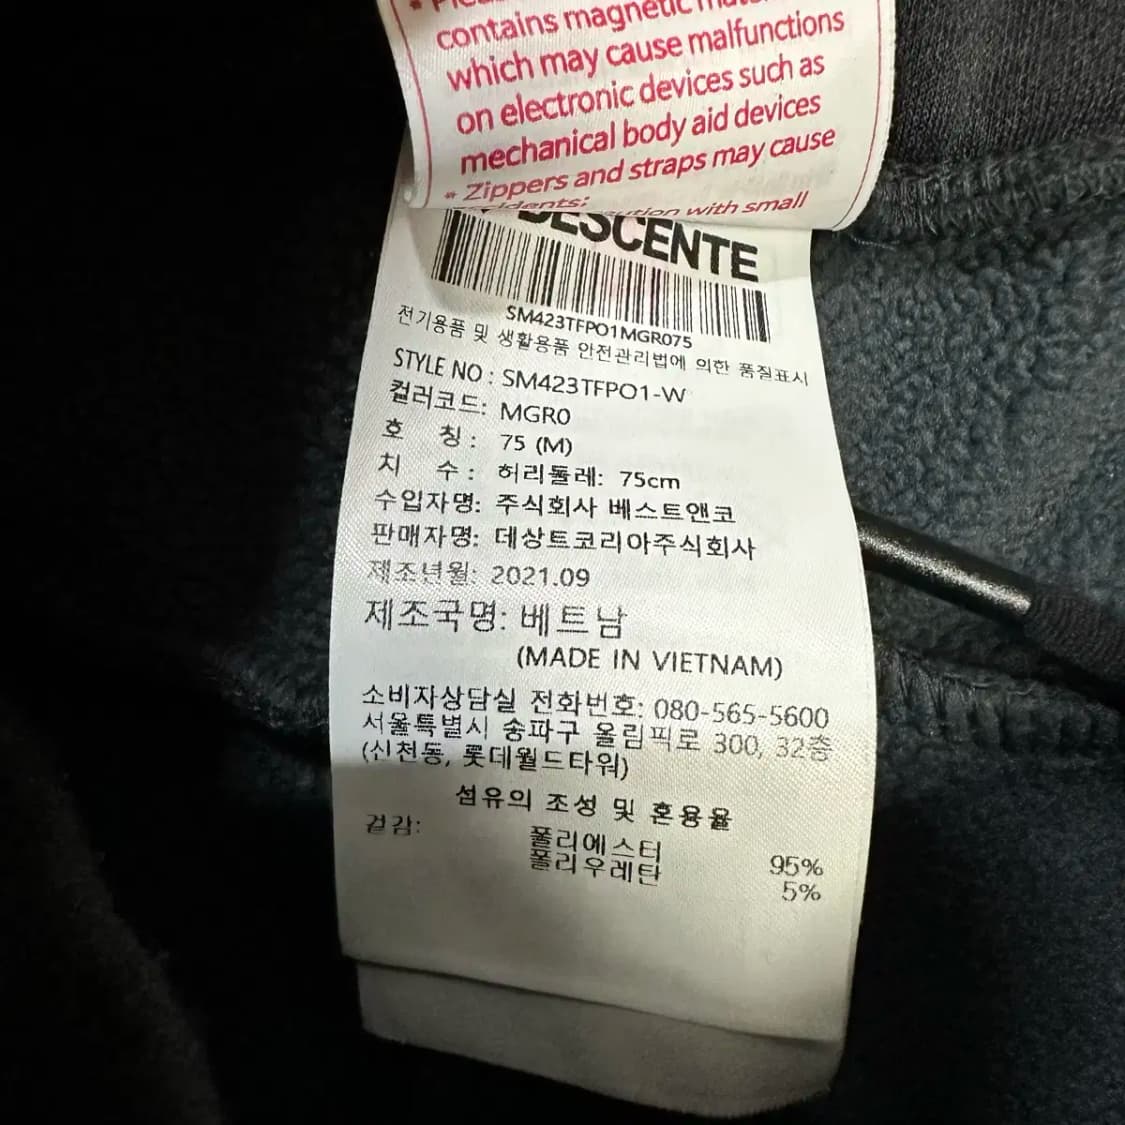 contains magnetic
which may cause malfunctions
on electronic devices such as
mechanical body aid devices
* Zippers and straps may cause
with small
DESCENTE
SM423TFPO1MGR075
전기용품 및 생활용품 안전관리법에 의한 품질표시
STYLE NO : SM423TFPO1-W
컬러코드: MGR0
호 칭 : 75 (M)
치 수 : 허리둘레: 75cm
수입자명: 주식회사 베스트앤코
판매자명: 데상트코리아주식회사
제조년월: 2021.09
제조국명: 베트남
(MADE IN VIETNAM)
소비자상담실 전화번호: 080-565-5600
서울특별시 송파구 올림픽로 300, 32층
(신천동, 롯데월드타워)
섬유의 조성 및 혼용율
겉감: 폴리에스터 95%
폴리우레탄 5%